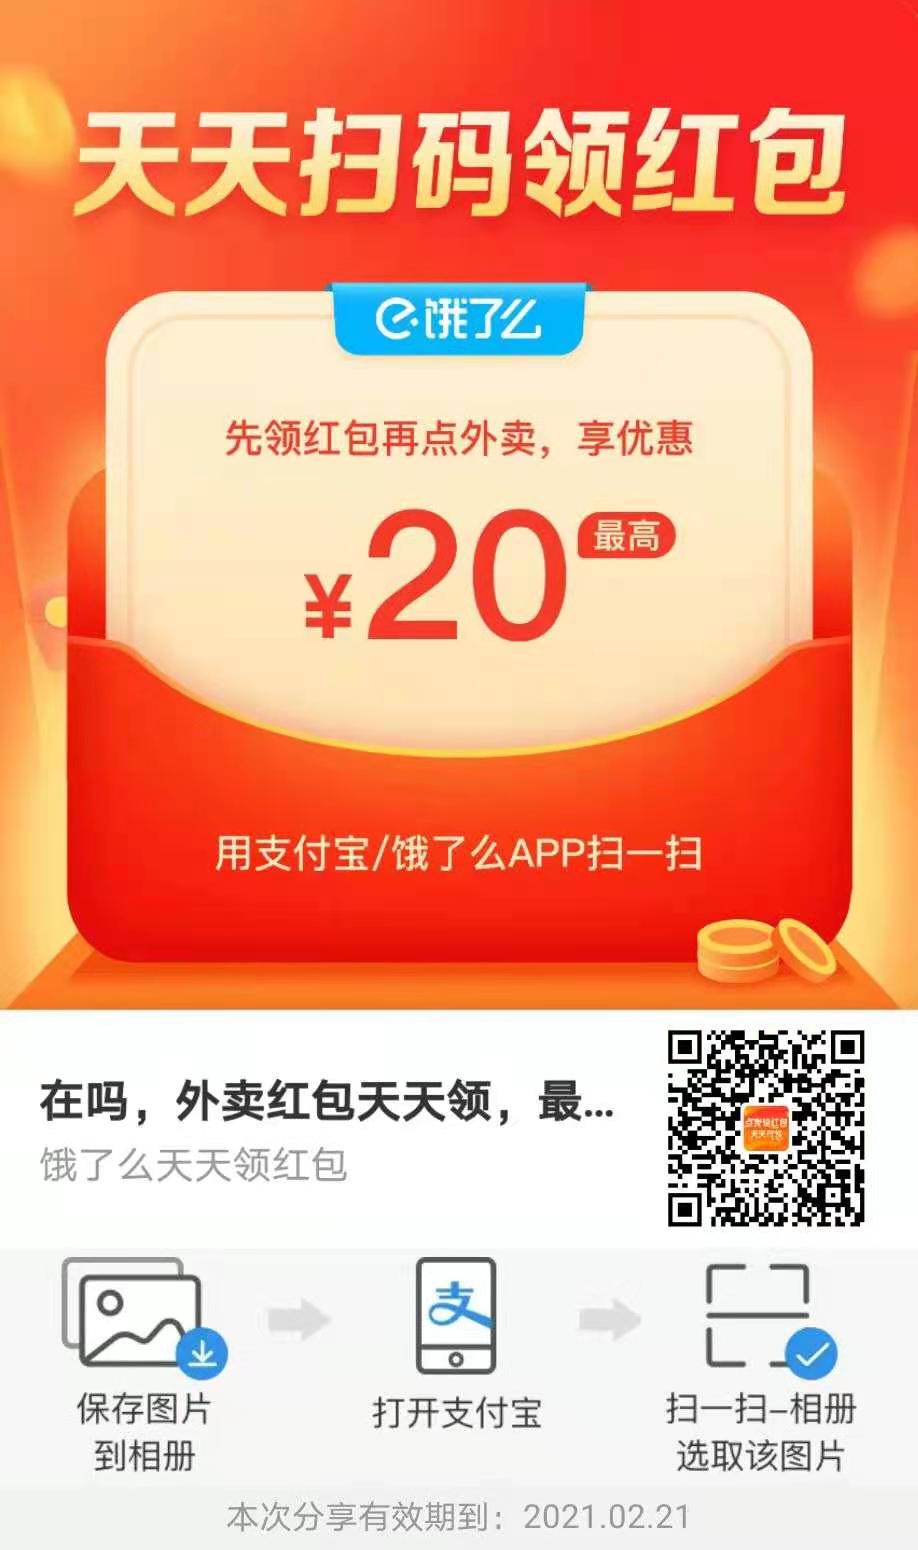 天天扫码领红包
饿了么
先领红包再点外卖，享优惠
¥20 最高
用支付宝/饿了么APP扫一扫
在吗，外卖红包天天领，最...
饿了么天天领红包
支
保存图片
到相册
打开支付宝
扫一扫-相册
选取该图片
本次分享有效期到：2021.02.21